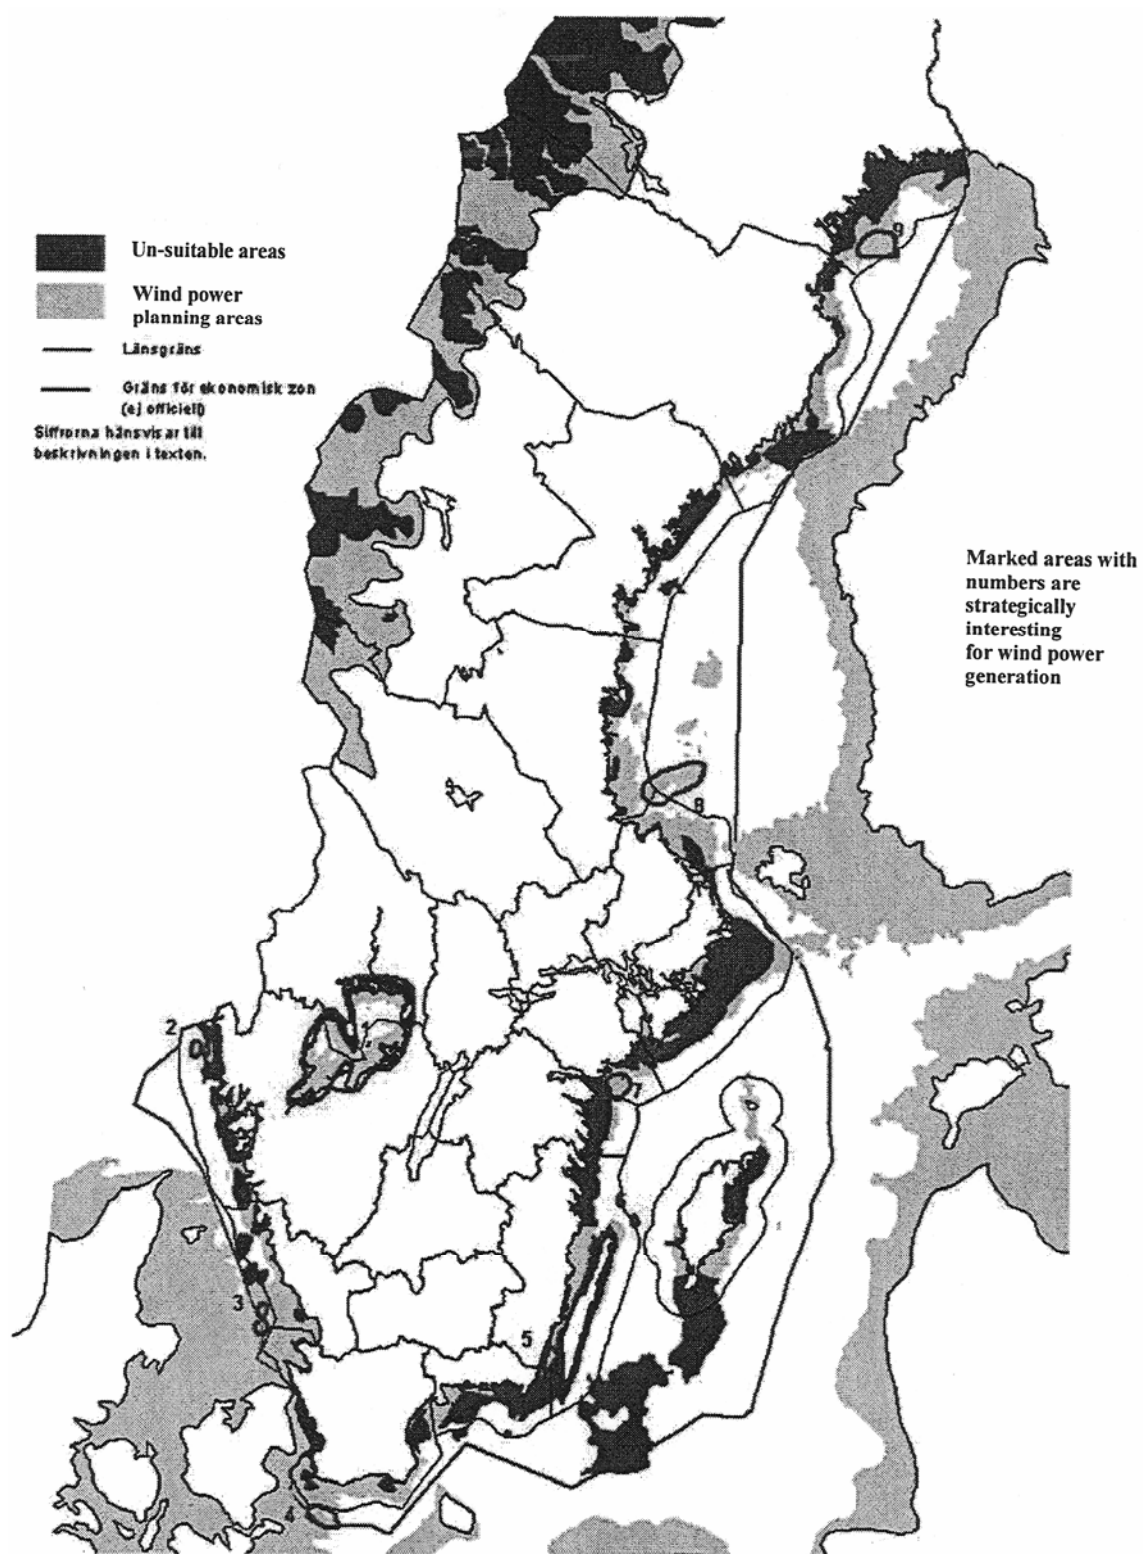 Un-suitable areas
Wind power
planning areas
Länsgräns
Gräns för ekonomisk zon
(ej officiell)
Siffrorna hänsvisar till
beskrivningen i texten.
9
Marked areas with
numbers are
strategically
interesting
for wind power
generation
8
2
1
7
3
5
4